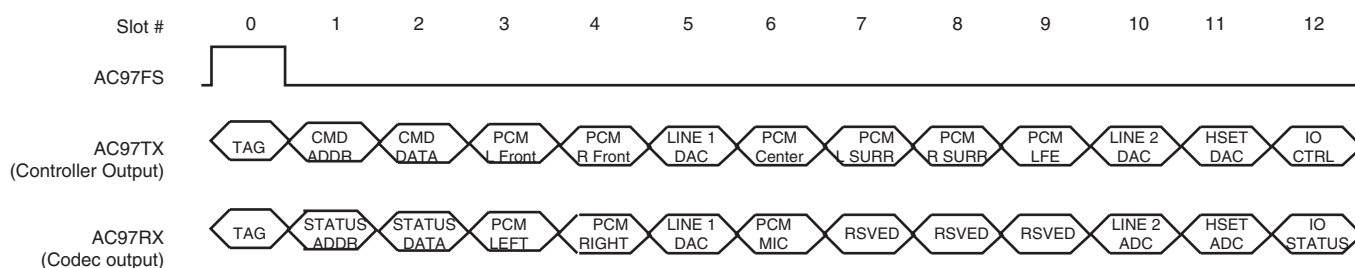 Slot # 0 1 2 3 4 5 6 7 8 9 10 11 12
AC97FS
AC97TX
(Controller Output)
TAG
CMD
ADDR
CMD
DATA
PCM
L Front
PCM
R Front
LINE 1
DAC
PCM
Center
PCM
L SURR
PCM
R SURR
PCM
LFE
LINE 2
DAC
HSET
DAC
IO
CTRL
AC97RX
(Codec output)
TAG
STATUS
ADDR
STATUS
DATA
PCM
LEFT
PCM
RIGHT
LINE 1
DAC
PCM
MIC
RSVED
RSVED
RSVED
LINE 2
ADC
HSET
ADC
IO
STATUS